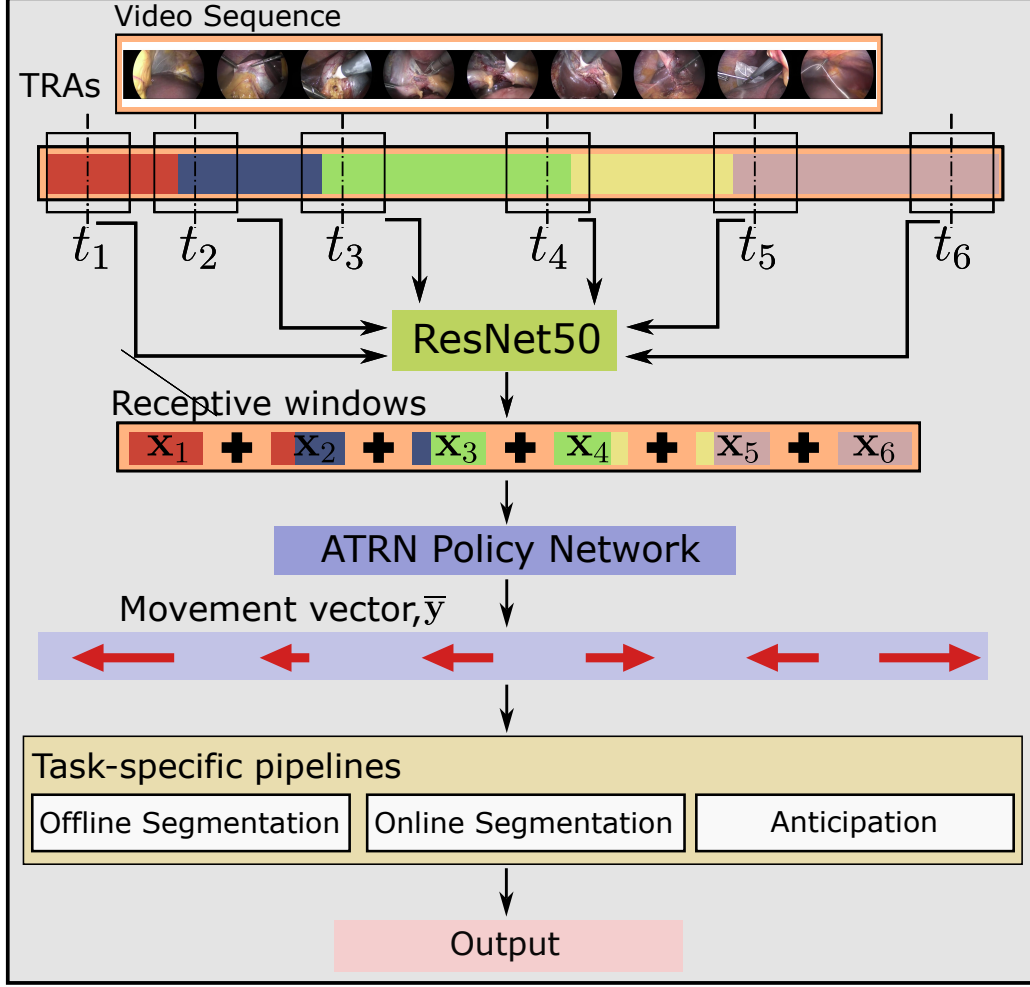 Video Sequence
TRAs
t₁ t₂ t₃ t₄ t₅ t₆
ResNet50
Receptive windows
x₁ + x₂ + x₃ + x₄ + x₅ + x₆
ATRN Policy Network
Movement vector, y̅
Task-specific pipelines
Offline Segmentation Online Segmentation Anticipation
Output